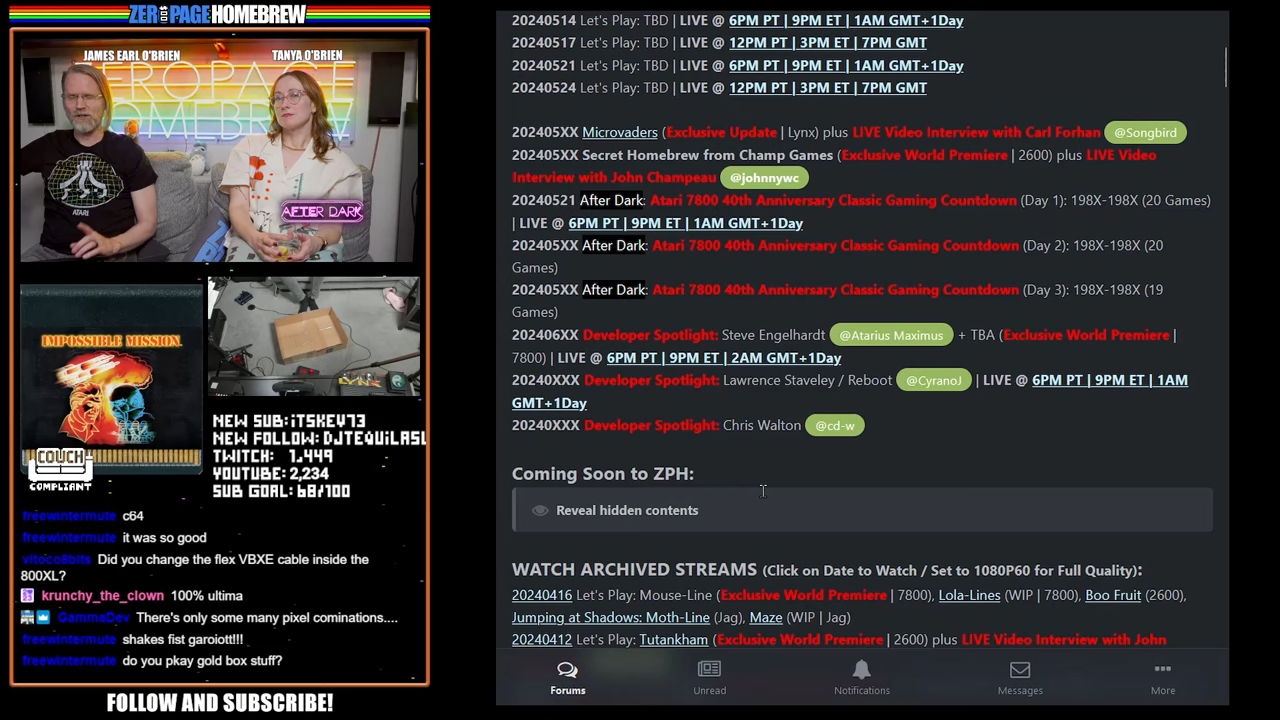 ZEROPAGE HOMEBREW
JAMES EARL O'BRIEN
TANYA O'BRIEN
ZEROPAGE
HOMEBREW
ATARI
AFTER DARK
IMPOSSIBLE MISSION
COUCH
COMPLIANT
NEW SUB: ITSKEV73
NEW FOLLOW: DJTEQUILASU
TWITCH: 1,449
YOUTUBE: 2,234
SUB GOAL: 68/100
freewintermute c64
freewintermute it was so good
vitoco8bits Did you change the flex VBXE cable inside the
800XL?
krunchy_the_clown 100% ultima
GammaDev There's only some many pixel cominations....
freewintermute shakes fist garoiott!!!
freewintermute do you pkay gold box stuff?
FOLLOW AND SUBSCRIBE!
20240514 Let's Play: TBD | LIVE @ 6PM PT | 9PM ET | 1AM GMT+1Day
20240517 Let's Play: TBD | LIVE @ 12PM PT | 3PM ET | 7PM GMT
20240521 Let's Play: TBD | LIVE @ 6PM PT | 9PM ET | 1AM GMT+1Day
20240524 Let's Play: TBD | LIVE @ 12PM PT | 3PM ET | 7PM GMT
202405XX Microvaders (Exclusive Update | Lynx) plus LIVE Video Interview with Carl Forhan @Songbird
202405XX Secret Homebrew from Champ Games (Exclusive World Premiere | 2600) plus LIVE Video
Interview with John Champeau @johnnywc
20240521 After Dark: Atari 7800 40th Anniversary Classic Gaming Countdown (Day 1): 198X-198X (20 Games)
| LIVE @ 6PM PT | 9PM ET | 1AM GMT+1Day
202405XX After Dark: Atari 7800 40th Anniversary Classic Gaming Countdown (Day 2): 198X-198X (20
Games)
202405XX After Dark: Atari 7800 40th Anniversary Classic Gaming Countdown (Day 3): 198X-198X (19
Games)
202406XX Developer Spotlight: Steve Engelhardt @Atarius Maximus + TBA (Exclusive World Premiere |
7800) | LIVE @ 6PM PT | 9PM ET | 2AM GMT+1Day
20240XXX Developer Spotlight: Lawrence Staveley / Reboot @CyranoJ | LIVE @ 6PM PT | 9PM ET | 1AM
GMT+1Day
20240XXX Developer Spotlight: Chris Walton @cd-w
Coming Soon to ZPH:
Reveal hidden contents
WATCH ARCHIVED STREAMS (Click on Date to Watch / Set to 1080P60 for Full Quality):
20240416 Let's Play: Mouse-Line (Exclusive World Premiere | 7800), Lola-Lines (WIP | 7800), Boo Fruit (2600),
Jumping at Shadows: Moth-Line (Jag), Maze (WIP | Jag)
20240412 Let's Play: Tutankham (Exclusive World Premiere | 2600) plus LIVE Video Interview with John
Forums
Unread
Notifications
Messages
More